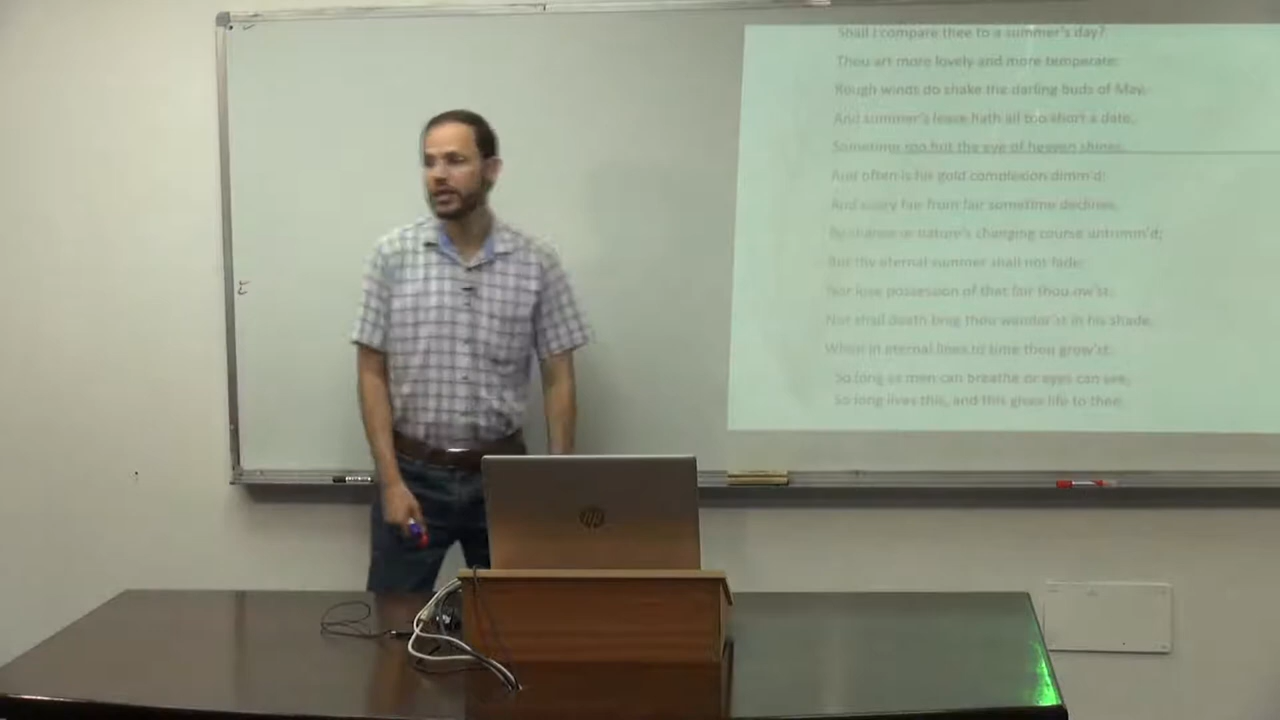 Shall I compare thee to a summer's day?
Thou art more lovely and more temperate:
Rough winds do shake the darling buds of May,
And summer's lease hath all too short a date.
Sometime too hot the eye of heaven shines,
And often is his gold complexion dimm'd;
And every fair from fair sometime declines,
By chance or nature's changing course untrimm'd;
But thy eternal summer shall not fade,
Nor lose possession of that fair thou ow'st;
Nor shall death brag thou wander'st in his shade,
When in eternal lines to time thou grow'st:
So long as men can breathe or eyes can see,
So long lives this, and this gives life to thee.
hp